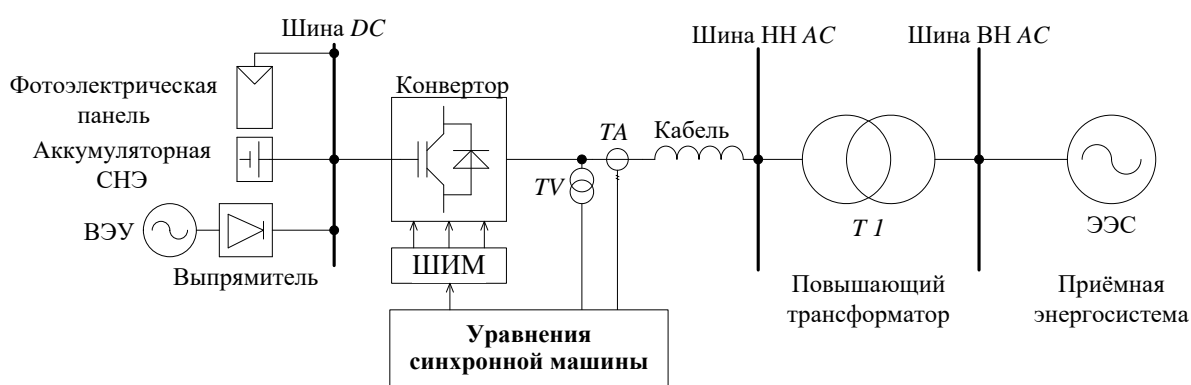 Шина DC
Шина НН AC
Шина ВН AC
Фотоэлектрическая
панель
Конвертор
TA
Кабель
Аккумуляторная
СНЭ
TV
ВЭУ
T 1
ЭЭС
ШИМ
Выпрямитель
Повышающий
трансформатор
Приёмная
энергосистема
Уравнения
синхронной машины